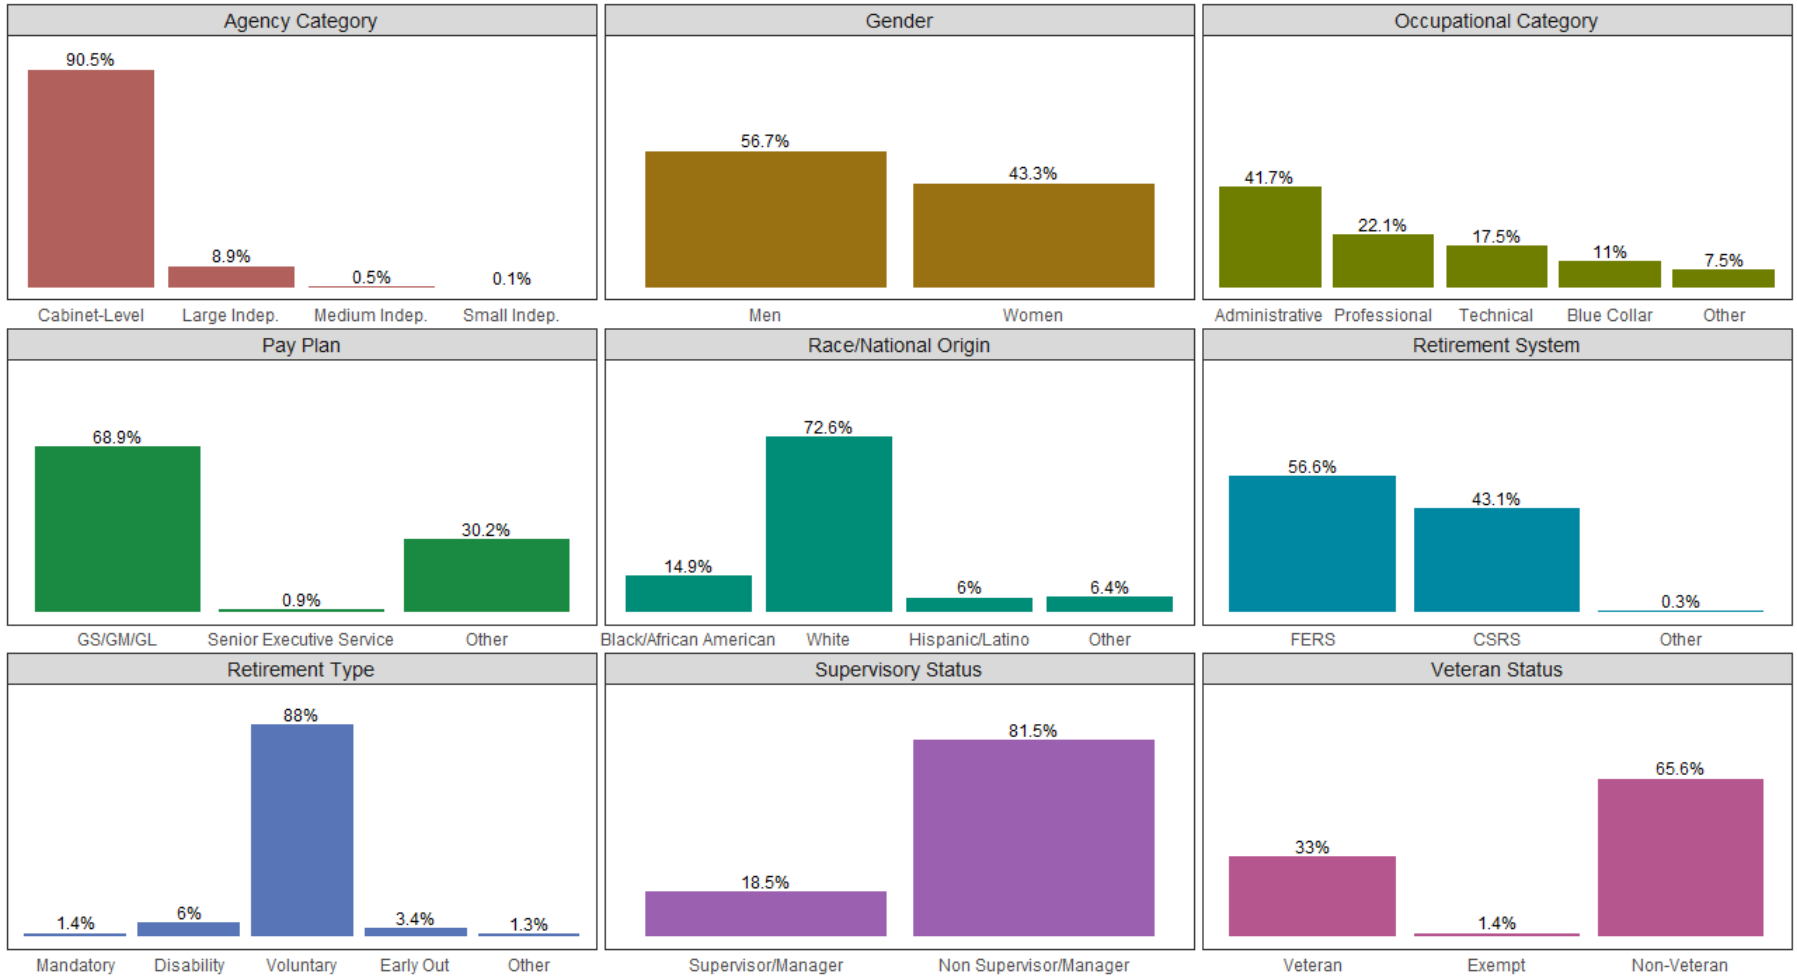 Agency Category
90.5%
8.9%
0.5%
0.1%
Cabinet-Level Large Indep. Medium Indep. Small Indep.
Gender
56.7%
43.3%
Men Women
Occupational Category
41.7%
22.1%
17.5%
11%
7.5%
Administrative Professional Technical Blue Collar Other
Pay Plan
68.9%
0.9%
30.2%
GS/GM/GL Senior Executive Service Other
Race/National Origin
14.9%
72.6%
6%
6.4%
Black/African American White Hispanic/Latino Other
Retirement System
56.6%
43.1%
0.3%
FERS CSRS Other
Retirement Type
1.4%
6%
88%
3.4%
1.3%
Mandatory Disability Voluntary Early Out Other
Supervisory Status
18.5%
81.5%
Supervisor/Manager Non Supervisor/Manager
Veteran Status
33%
1.4%
65.6%
Veteran Exempt Non-Veteran